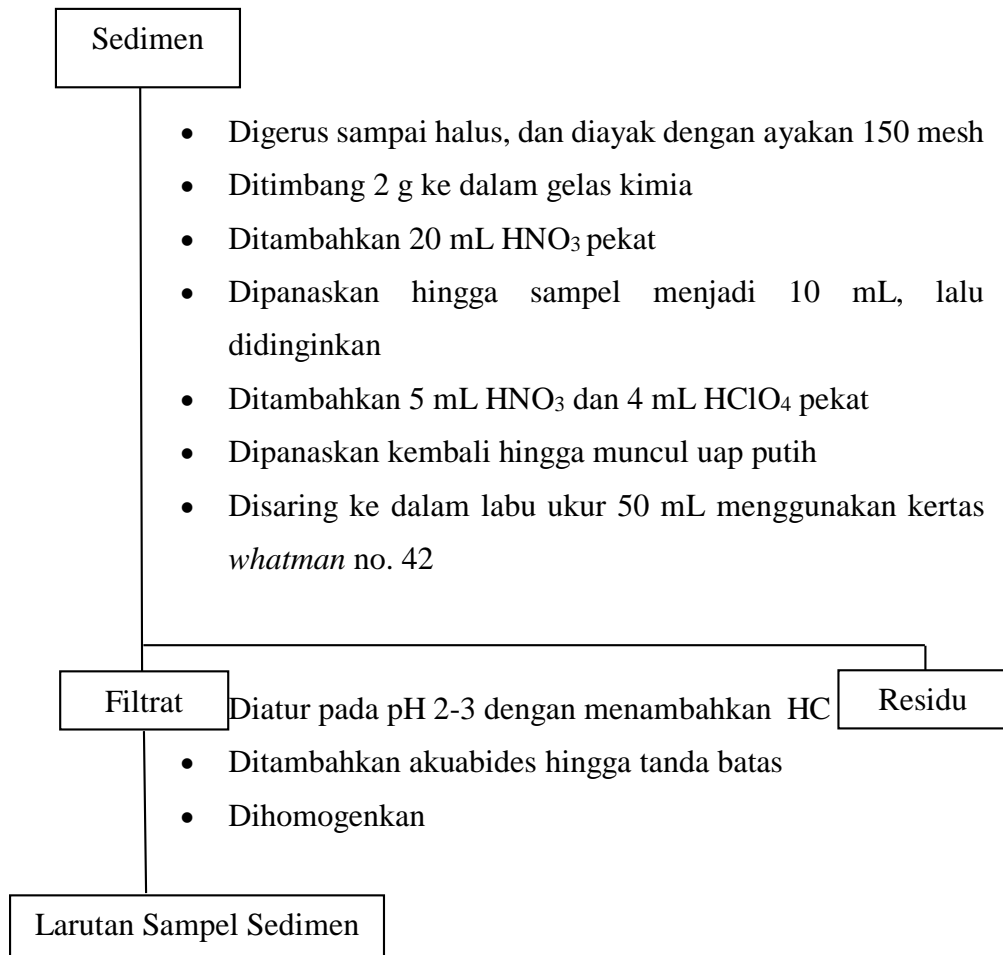 Sedimen
• Digerus sampai halus, dan diayak dengan ayakan 150 mesh
• Ditimbang 2 g ke dalam gelas kimia
• Ditambahkan 20 mL HNO₃ pekat
• Dipanaskan hingga sampel menjadi 10 mL, lalu
didinginkan
• Ditambahkan 5 mL HNO₃ dan 4 mL HClO₄ pekat
• Dipanaskan kembali hingga muncul uap putih
• Disaring ke dalam labu ukur 50 mL menggunakan kertas
whatman no. 42
Filtrat
Diatur pada pH 2-3 dengan menambahkan HC
Residu
• Ditambahkan akuabides hingga tanda batas
• Dihomogenkan
Larutan Sampel Sedimen